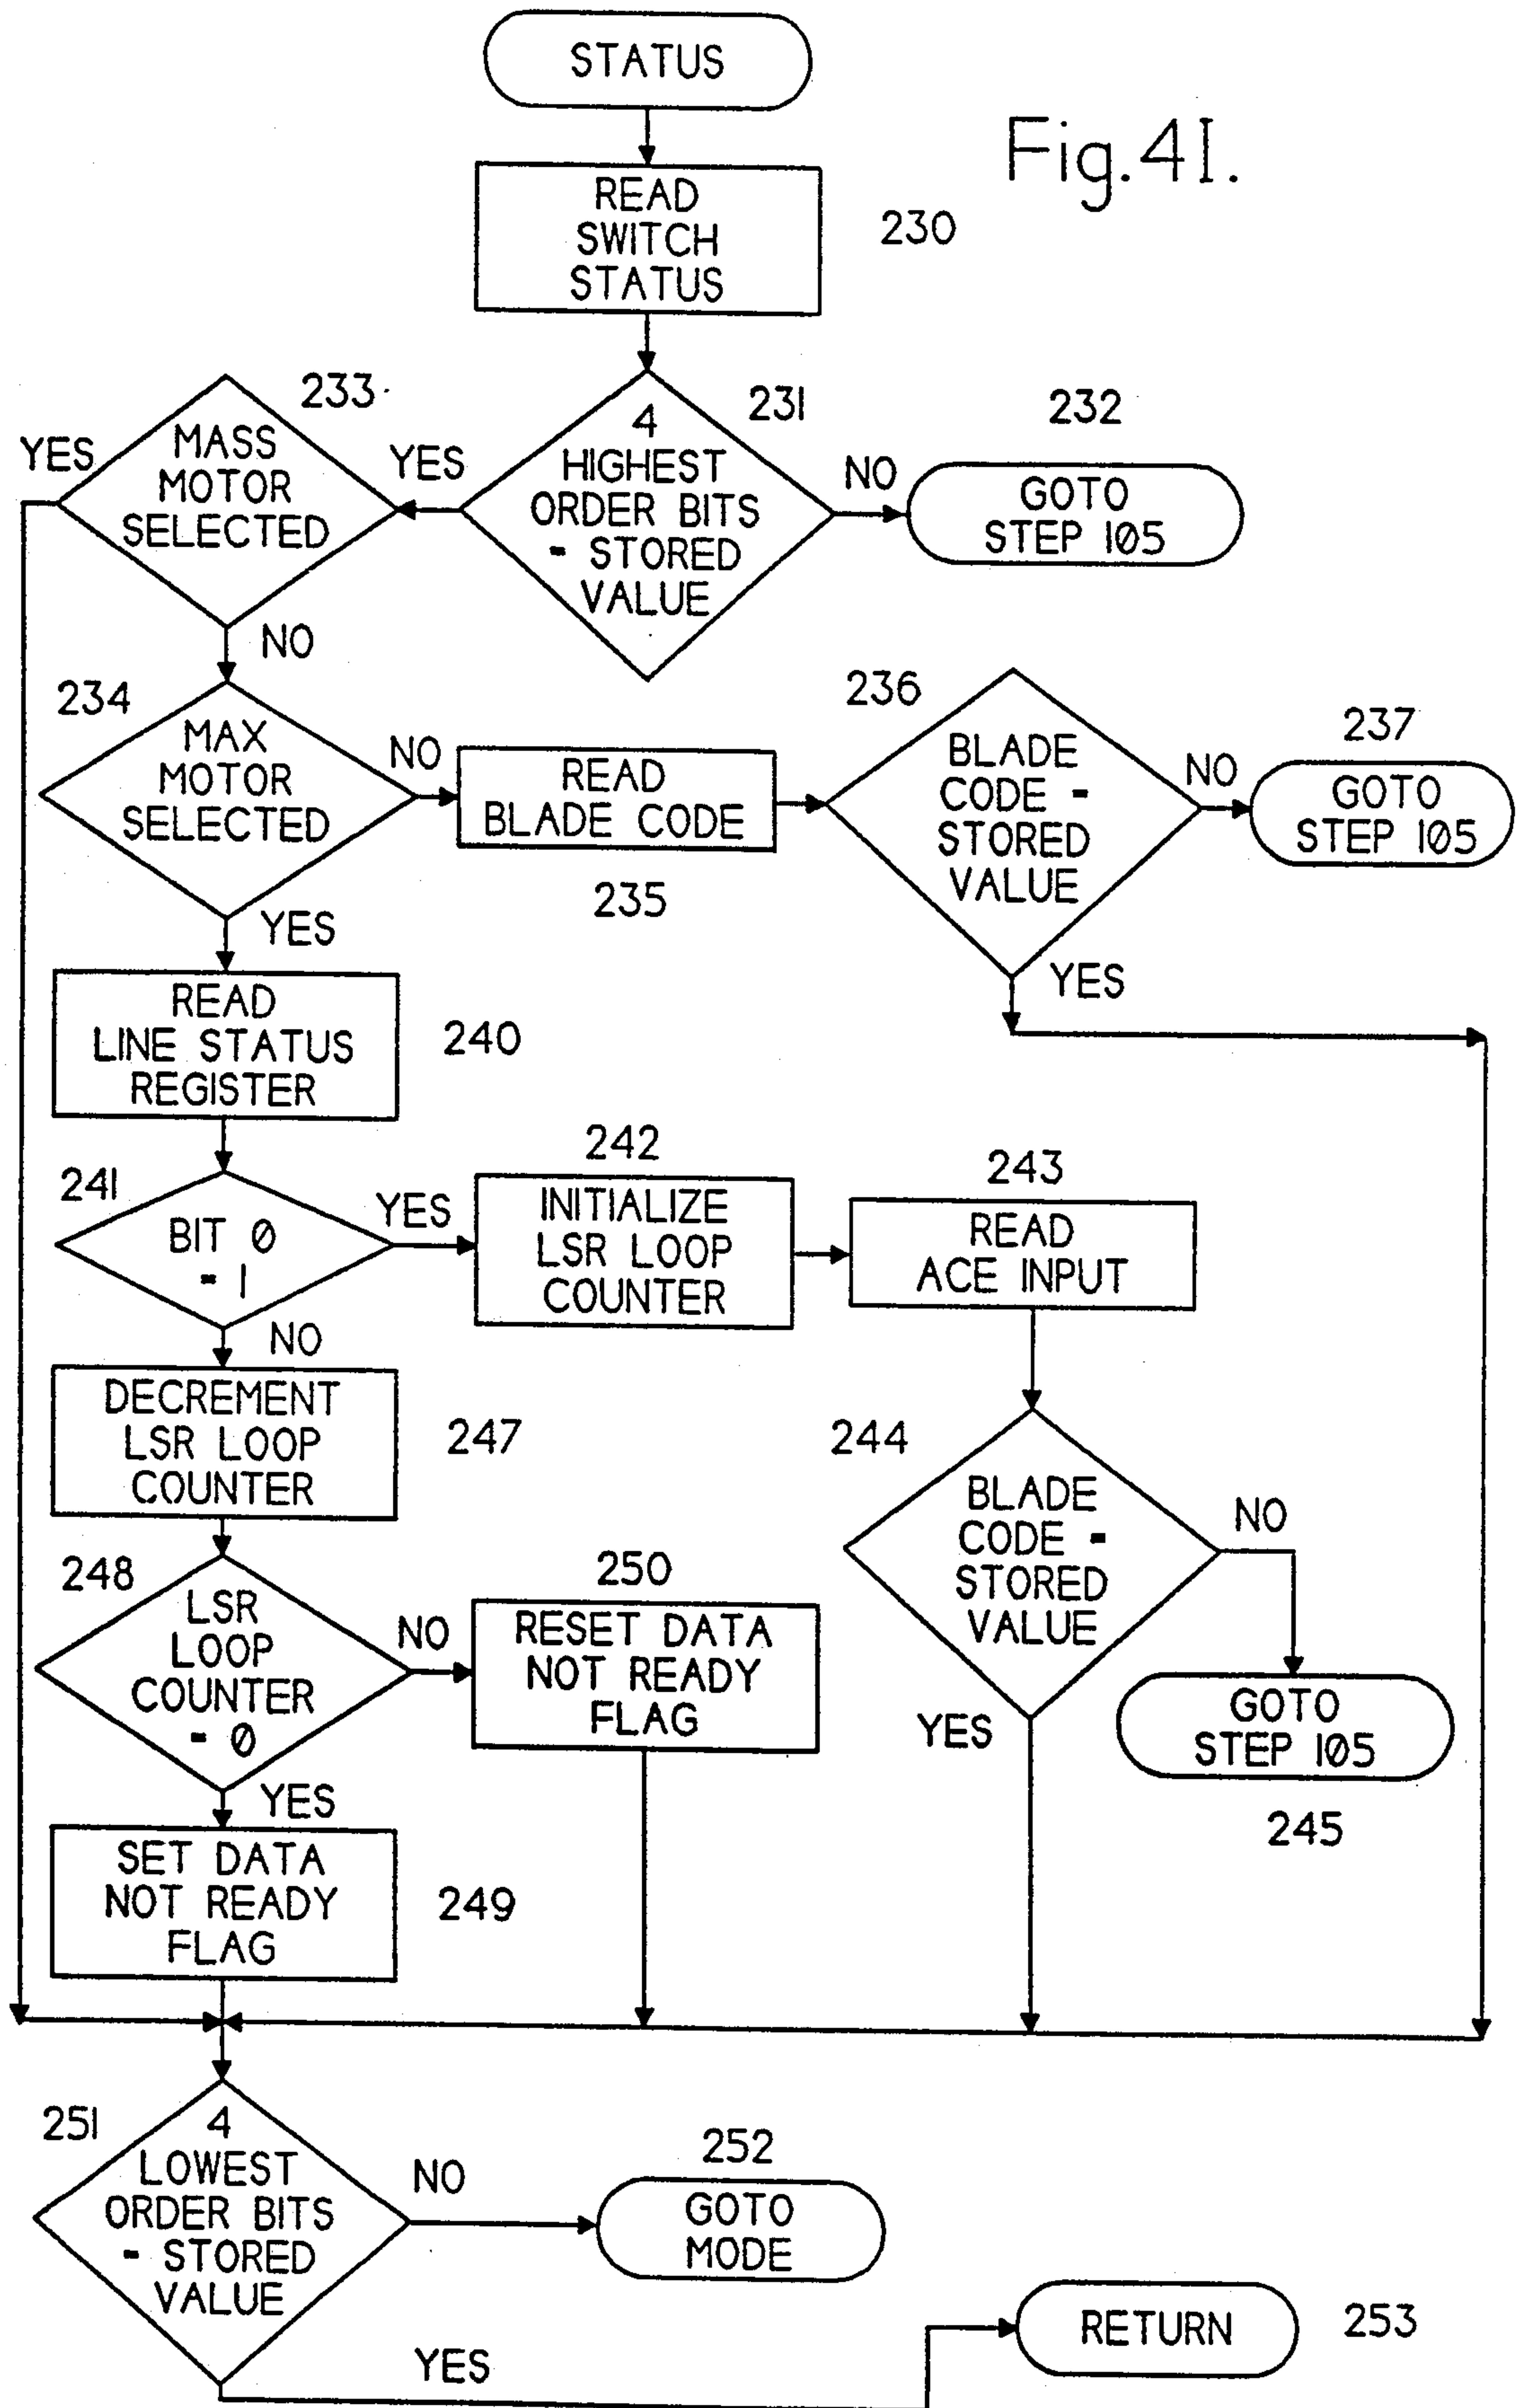 STATUS
Fig.41.
READ
SWITCH
STATUS
230
233
MASS
MOTOR
SELECTED
YES
YES
NO
231
4
HIGHEST
ORDER BITS
= STORED
VALUE
NO
232
GOTO
STEP 105
234
MAX
MOTOR
SELECTED
NO
YES
READ
BLADE CODE
235
236
BLADE
CODE =
STORED
VALUE
NO
YES
237
GOTO
STEP 105
READ
LINE STATUS
REGISTER
240
241
BIT 0
= 1
YES
NO
242
INITIALIZE
LSR LOOP
COUNTER
243
READ
ACE INPUT
DECREMENT
LSR LOOP
COUNTER
247
244
BLADE
CODE =
STORED
VALUE
NO
YES
GOTO
STEP 105
245
248
LSR
LOOP
COUNTER
= 0
NO
YES
250
RESET DATA
NOT READY
FLAG
SET DATA
NOT READY
FLAG
249
251
4
LOWEST
ORDER BITS
= STORED
VALUE
NO
252
GOTO
MODE
YES
RETURN
253